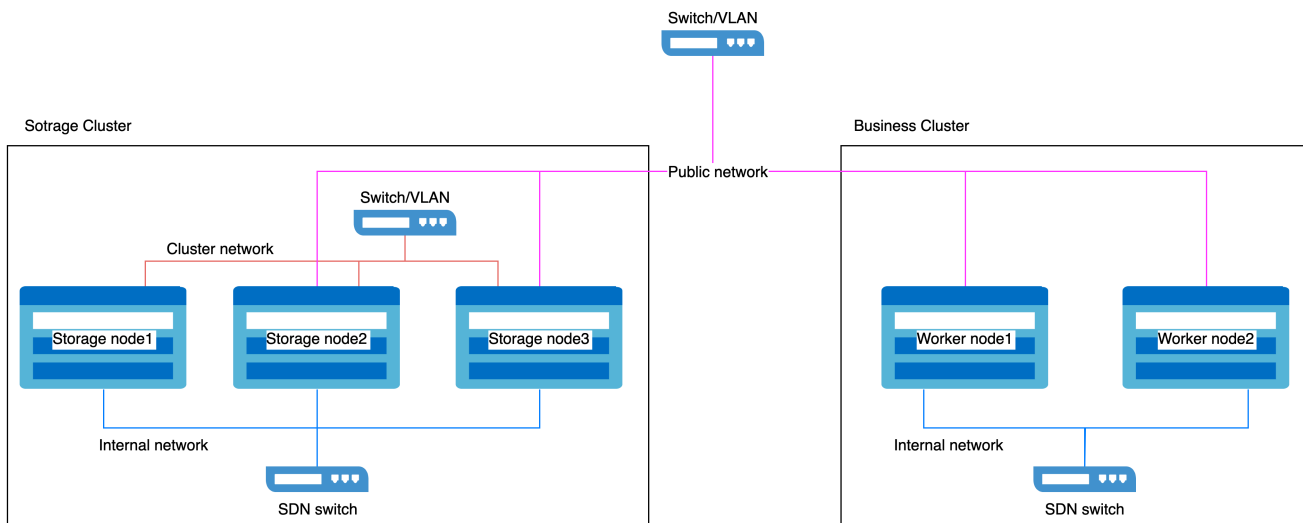 Switch/VLAN
Sotrage Cluster
Business Cluster
Public network
Switch/VLAN
Cluster network
Storage node1
Storage node2
Storage node3
Worker node1
Worker node2
Internal network
Internal network
SDN switch
SDN switch